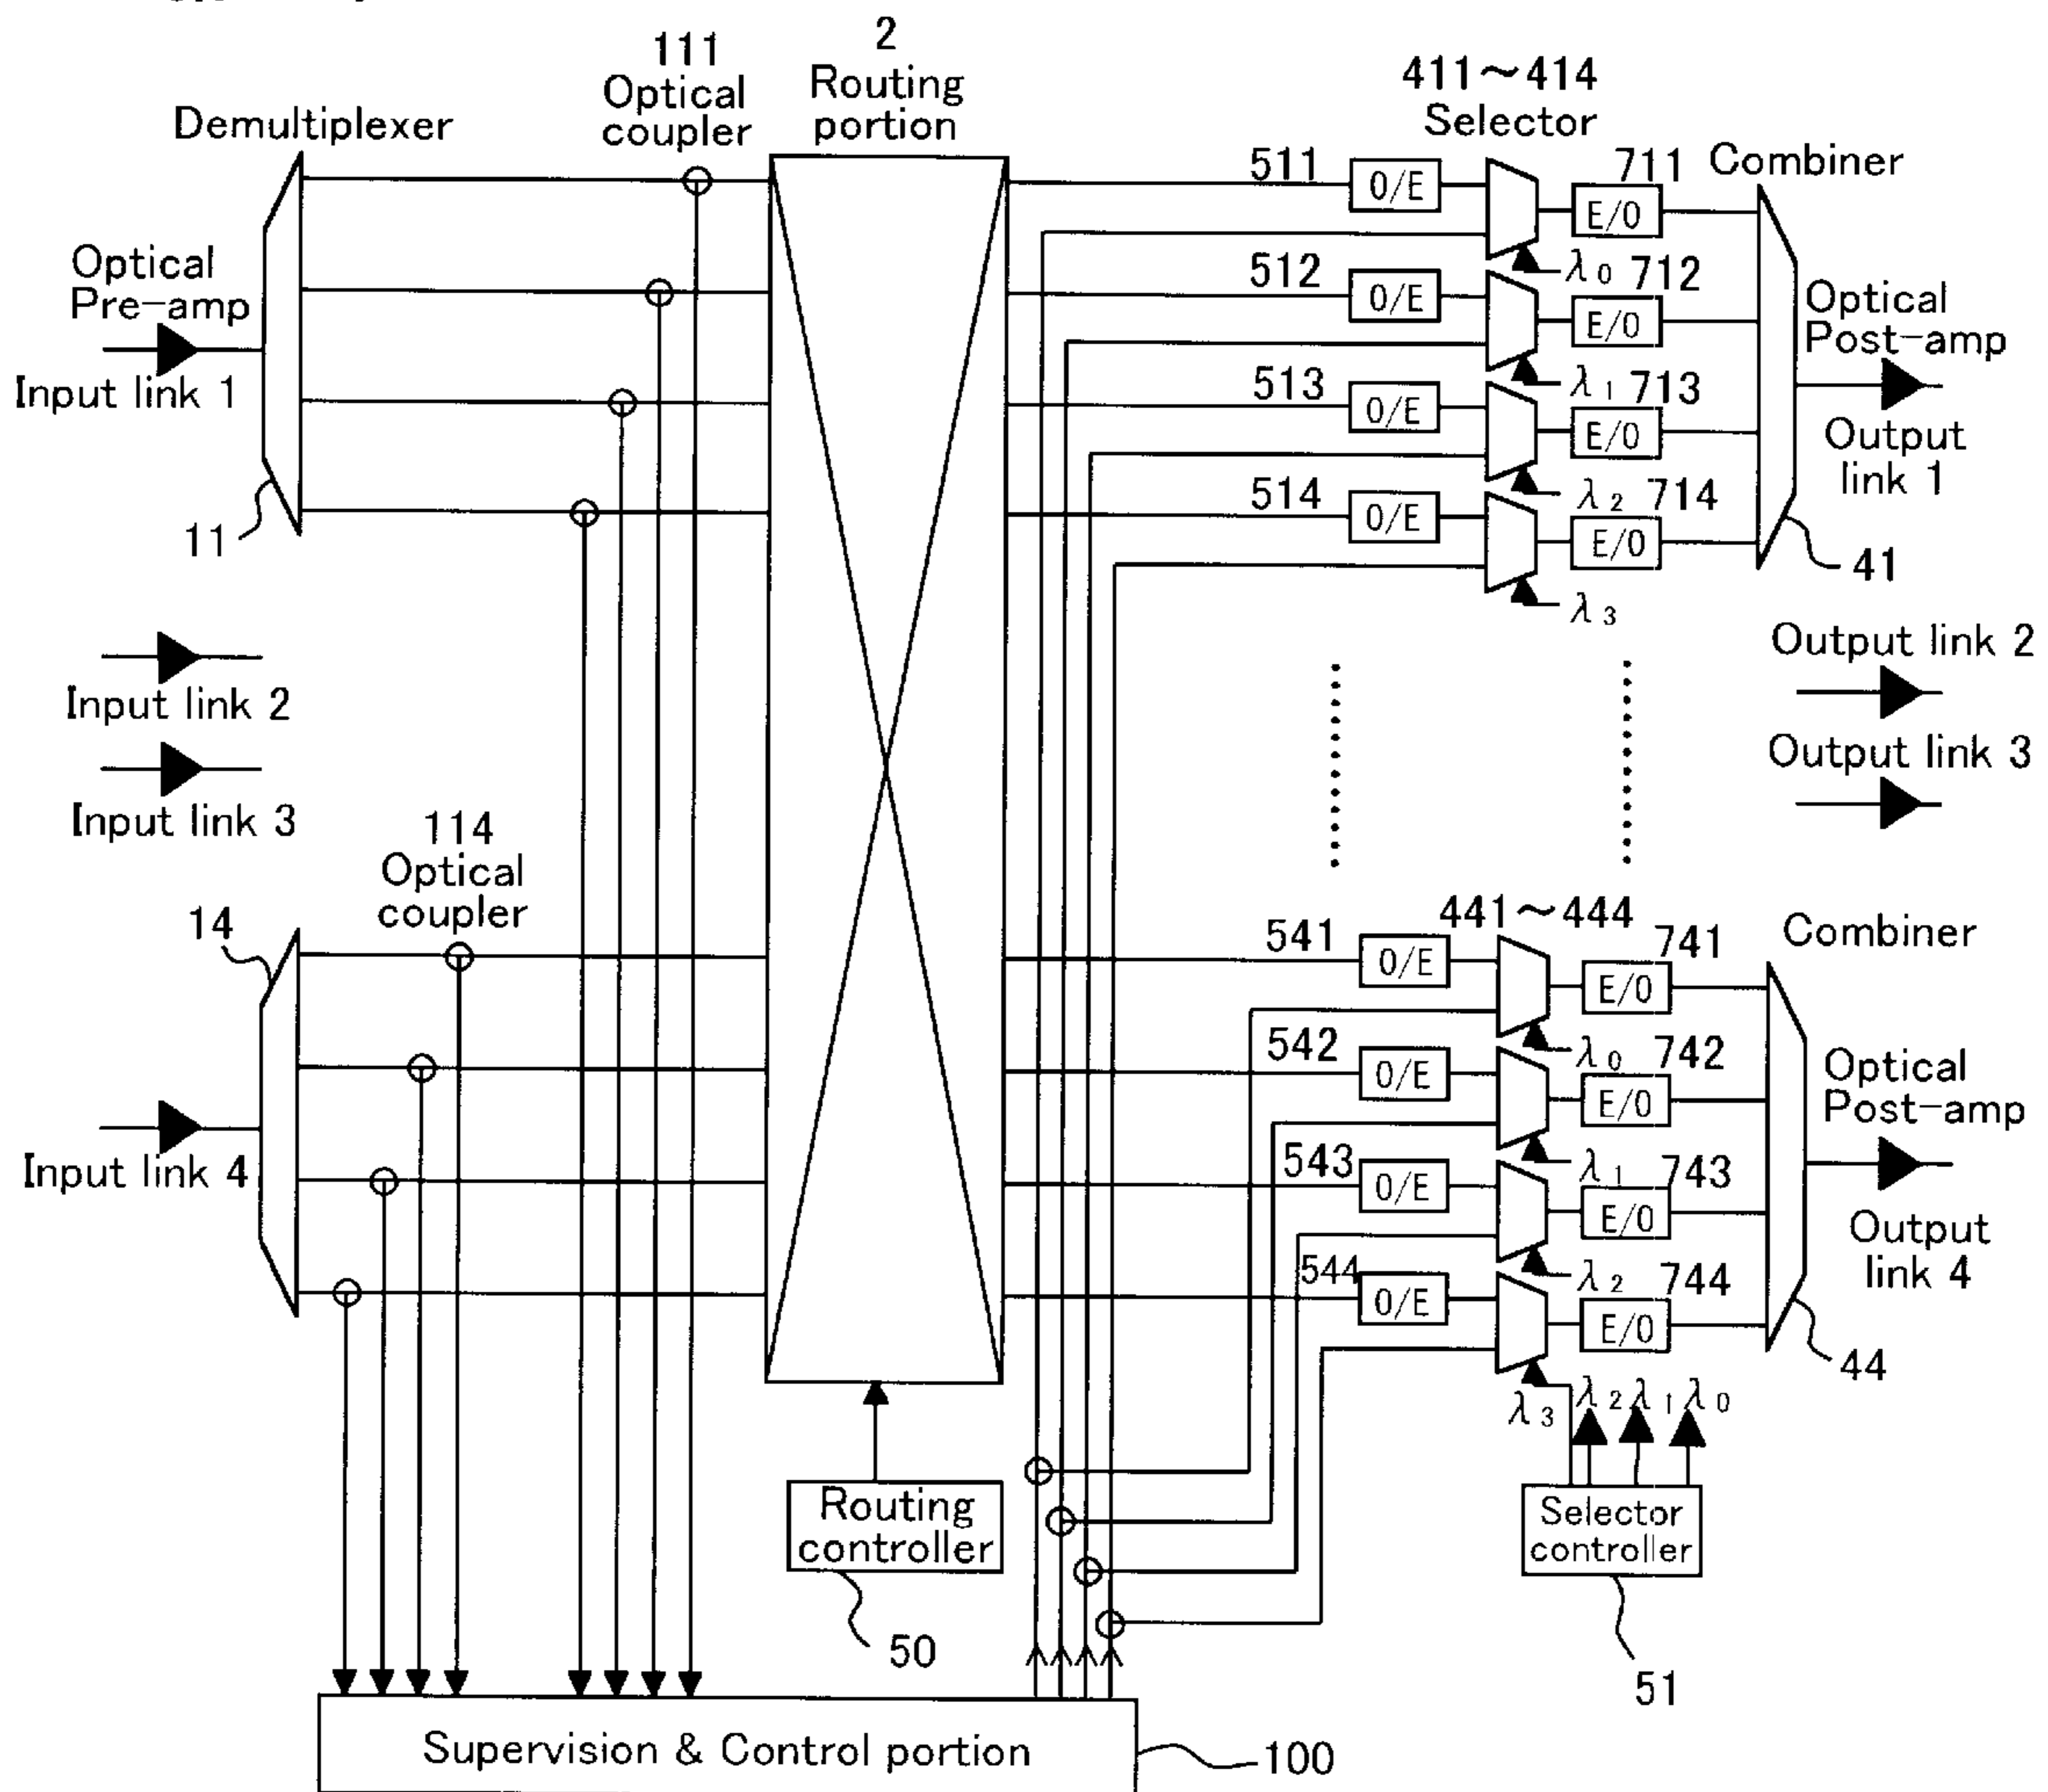 2
Routing
portion
111
Optical
coupler
Demultiplexer
411～414
Selector
Combiner
511
O/E
711
E/O
λ0
512
O/E
712
E/O
λ1
513
O/E
713
E/O
λ2
514
O/E
714
E/O
λ3
Optical
Pre-amp
Input link 1
11
Optical
Post-amp
Output
link 1
41
Input link 2
Input link 3
Output link 2
Output link 3
114
Optical
coupler
14
Input link 4
441～444
Combiner
541
O/E
741
E/O
λ0
542
O/E
742
E/O
λ1
543
O/E
743
E/O
λ2
544
O/E
744
E/O
λ3
λ2
λ1
λ0
Optical
Post-amp
Output
link 4
44
Routing
controller
50
Selector
controller
51
Supervision & Control portion
100